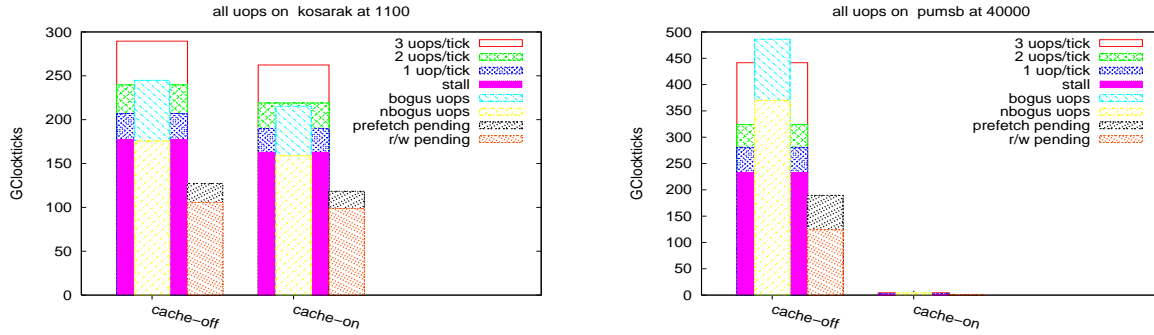 all uops on  kosarak at 1100
GClockticks
300
250
200
150
100
50
0
3 uops/tick
2 uops/tick
1 uop/tick
stall
bogus uops
nbogus uops
prefetch pending
r/w pending
cache-off
cache-on
all uops on  pumsb at 40000
GClockticks
500
450
400
350
300
250
200
150
100
50
0
3 uops/tick
2 uops/tick
1 uop/tick
stall
bogus uops
nbogus uops
prefetch pending
r/w pending
cache-off
cache-on